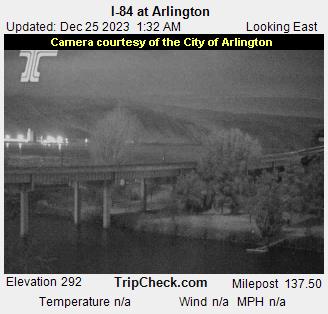 I-84 at Arlington
Updated: Dec 25 2023 1:32 AM Looking East
Camera courtesy of the City of Arlington
Elevation 292 TripCheck.com Milepost 137.50
Temperature n/a Wind n/a MPH n/a